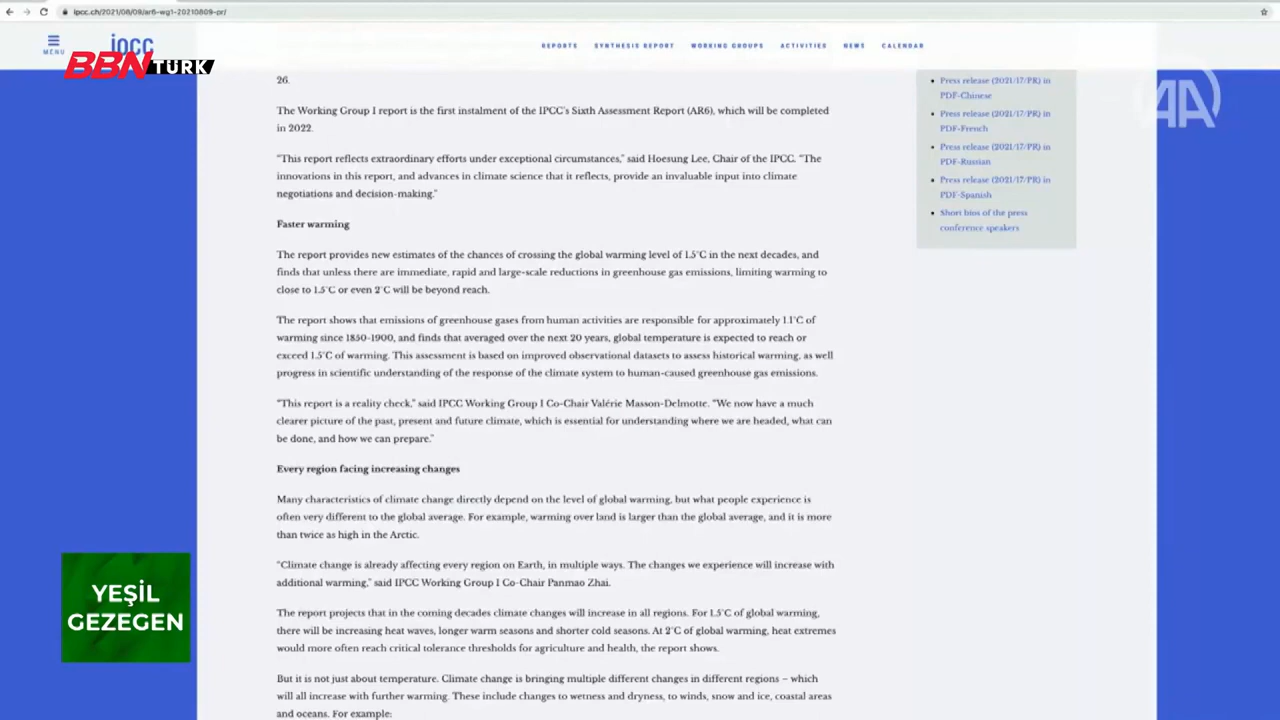 ipcc.ch/2021/08/09/ar6-wg1-20210809-pr/
MENU
ipcc
BBN TÜRK
REPORTS SYNTHESIS REPORT WORKING GROUPS ACTIVITIES NEWS CALENDAR
AA
26.
The Working Group I report is the first instalment of the IPCC's Sixth Assessment Report (AR6), which will be completed
in 2022.
"This report reflects extraordinary efforts under exceptional circumstances," said Hoesung Lee, Chair of the IPCC. "The
innovations in this report, and advances in climate science that it reflects, provide an invaluable input into climate
negotiations and decision-making."
Faster warming
The report provides new estimates of the chances of crossing the global warming level of 1.5°C in the next decades, and
finds that unless there are immediate, rapid and large-scale reductions in greenhouse gas emissions, limiting warming to
close to 1.5°C or even 2°C will be beyond reach.
The report shows that emissions of greenhouse gases from human activities are responsible for approximately 1.1°C of
warming since 1850-1900, and finds that averaged over the next 20 years, global temperature is expected to reach or
exceed 1.5°C of warming. This assessment is based on improved observational datasets to assess historical warming, as well
progress in scientific understanding of the response of the climate system to human-caused greenhouse gas emissions.
"This report is a reality check," said IPCC Working Group I Co-Chair Valérie Masson-Delmotte. "We now have a much
clearer picture of the past, present and future climate, which is essential for understanding where we are headed, what can
be done, and how we can prepare."
Every region facing increasing changes
Many characteristics of climate change directly depend on the level of global warming, but what people experience is
often very different to the global average. For example, warming over land is larger than the global average, and it is more
than twice as high in the Arctic.
"Climate change is already affecting every region on Earth, in multiple ways. The changes we experience will increase with
additional warming," said IPCC Working Group I Co-Chair Panmao Zhai.
The report projects that in the coming decades climate changes will increase in all regions. For 1.5°C of global warming,
there will be increasing heat waves, longer warm seasons and shorter cold seasons. At 2°C of global warming, heat extremes
would more often reach critical tolerance thresholds for agriculture and health, the report shows.
But it is not just about temperature. Climate change is bringing multiple different changes in different regions – which
will all increase with further warming. These include changes to wetness and dryness, to winds, snow and ice, coastal areas
and oceans. For example:
Press release (2021/17/PR) in
PDF-Chinese
Press release (2021/17/PR) in
PDF-French
Press release (2021/17/PR) in
PDF-Russian
Press release (2021/17/PR) in
PDF-Spanish
Short bios of the press
conference speakers
YEŞİL
GEZEGEN